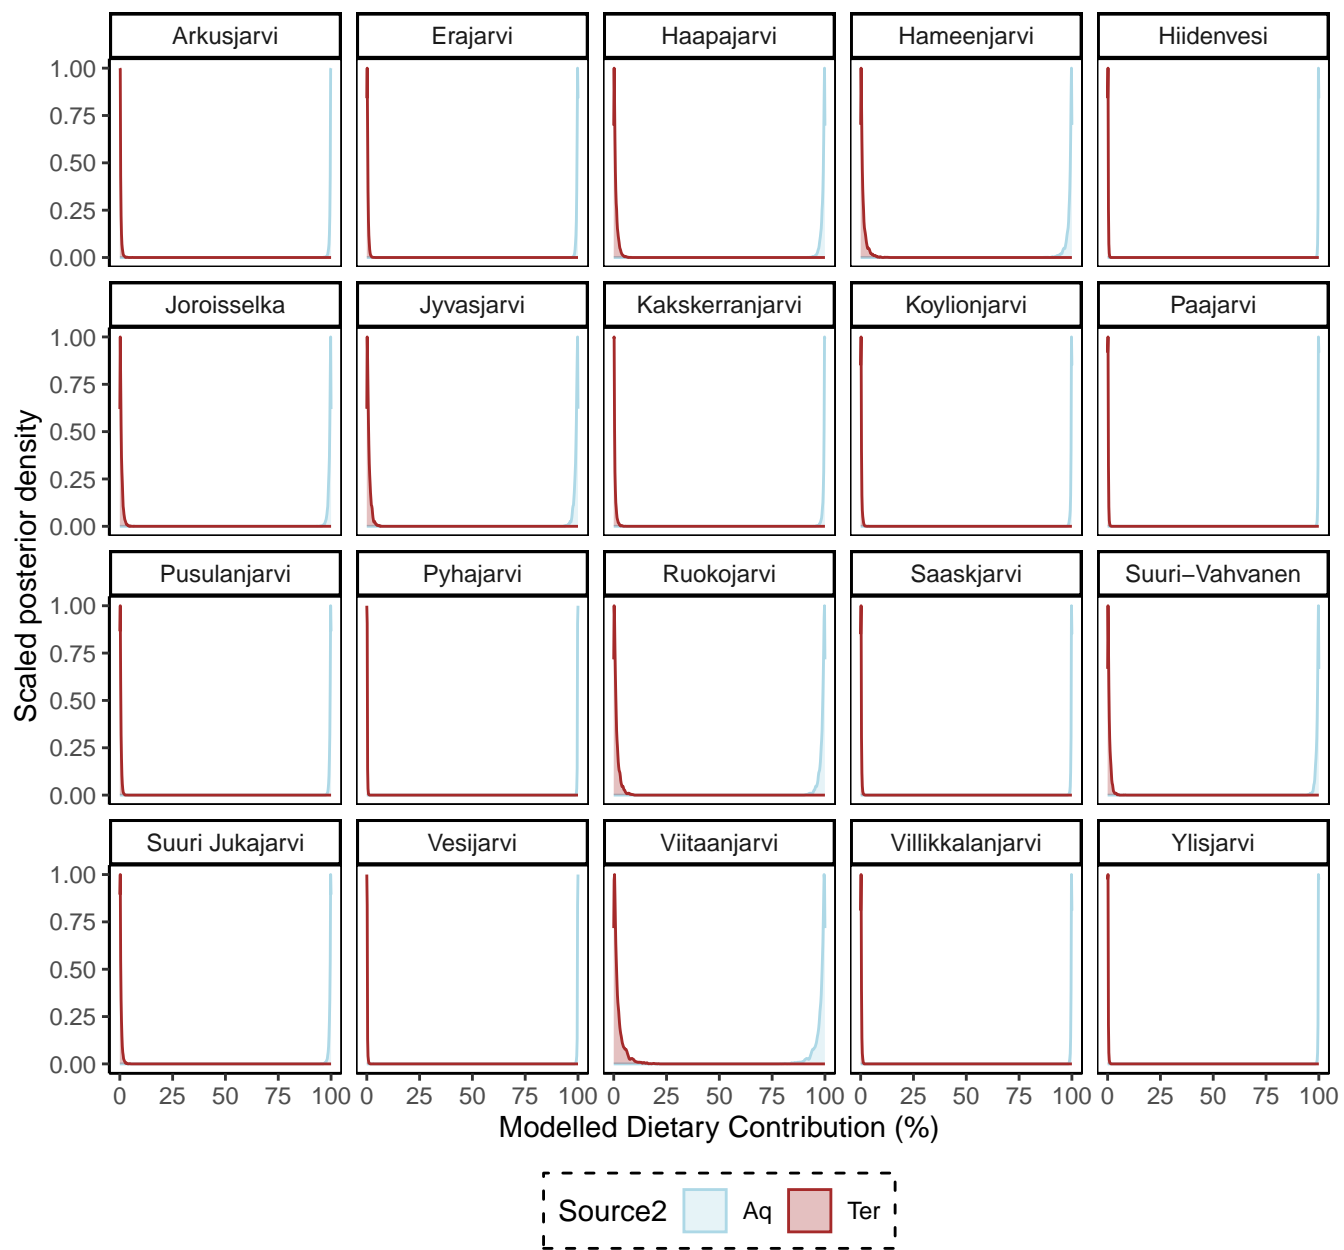 Arkusjarvi Erajarvi Haapajarvi Hameenjarvi Hiidenvesi
1.00
0.75
0.50
0.25
0.00
Joroisselka Jyvasjarvi Kakskerranjarvi Koylionjarvi Paajarvi
1.00
0.75
0.50
0.25
0.00
Pusulanjarvi Pyhajarvi Ruokojarvi Saaskjarvi Suuri−Vahvanen
1.00
0.75
0.50
0.25
0.00
Suuri Jukajarvi Vesijarvi Viitaanjarvi Villikkalanjarvi Ylisjarvi
1.00
0.75
0.50
0.25
0.00
0 25 50 75 100 0 25 50 75 100 0 25 50 75 100 0 25 50 75 100 0 25 50 75 100
Scaled posterior density
Modelled Dietary Contribution (%)
Source2 Aq Ter